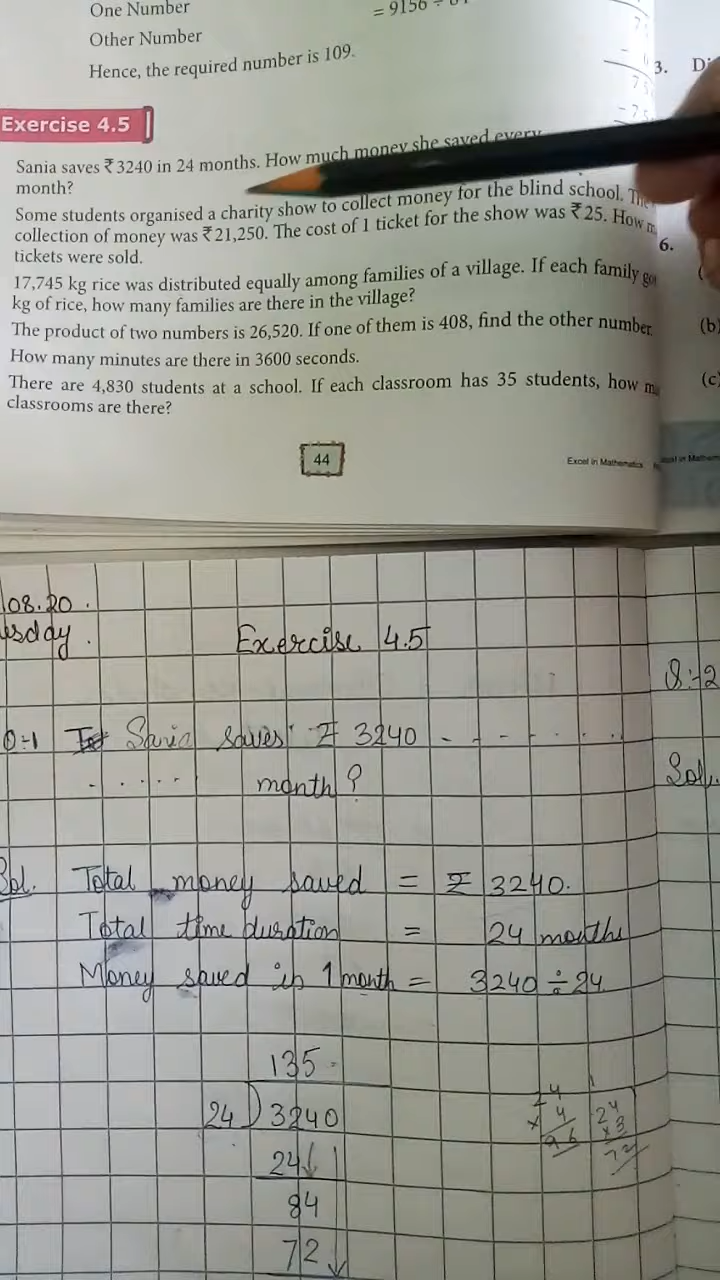 One Number
= 9156 ÷
Other Number
Hence, the required number is 109.
3.
Exercise 4.5
Sania saves ₹3240 in 24 months. How much money she saved every
month?
Some students organised a charity show to collect money for the blind school.
collection of money was ₹21,250. The cost of 1 ticket for the show was ₹25. How
tickets were sold.
6.
17,745 kg rice was distributed equally among families of a village. If each family
kg of rice, how many families are there in the village?
The product of two numbers is 26,520. If one of them is 408, find the other number.
(b)
How many minutes are there in 3600 seconds.
There are 4,830 students at a school. If each classroom has 35 students, how
(c)
classrooms are there?
44
Excel in Mathematics
08.20.
Exercise 4.5
Q:-2
Q:-1 Sania saves ₹ 3240 - - - . . .
. . . . . month?
Sol.
Sol. Total money saved = ₹ 3240.
Total time duration = 24 months
Money saved in 1 month = 3240 ÷ 24
135
24 ) 3240
24
84
72
24
× 4
96
1
24
×3
72